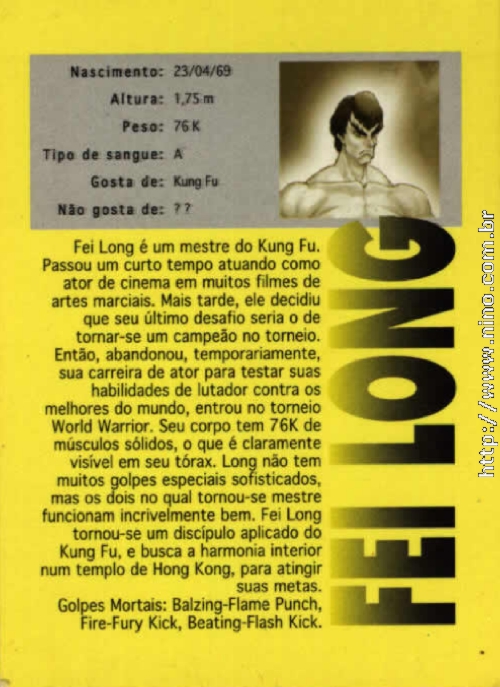 Nascimento: 23/04/69
Altura: 1,75 m
Peso: 76 K
Tipo de sangue: A
Gosta de: Kung Fu
Não gosta de: ??
Fei Long é um mestre do Kung Fu.
Passou um curto tempo atuando como
ator de cinema em muitos filmes de
artes marciais. Mais tarde, ele decidiu
que seu último desafio seria o de
tornar-se um campeão no torneio.
Então, abandonou, temporariamente,
sua carreira de ator para testar suas
habilidades de lutador contra os
melhores do mundo, entrou no torneio
World Warrior. Seu corpo tem 76K de
músculos sólidos, o que é claramente
visível em seu tórax. Long não tem
muitos golpes especiais sofisticados,
mas os dois no qual tornou-se mestre
funcionam incrivelmente bem. Fei Long
tornou-se um discípulo aplicado do
Kung Fu, e busca a harmonia interior
num templo de Hong Kong, para atingir
suas metas.
Golpes Mortais: Balzing-Flame Punch,
Fire-Fury Kick, Beating-Flash Kick.
FEI LONG
http://www.nimo.com.br